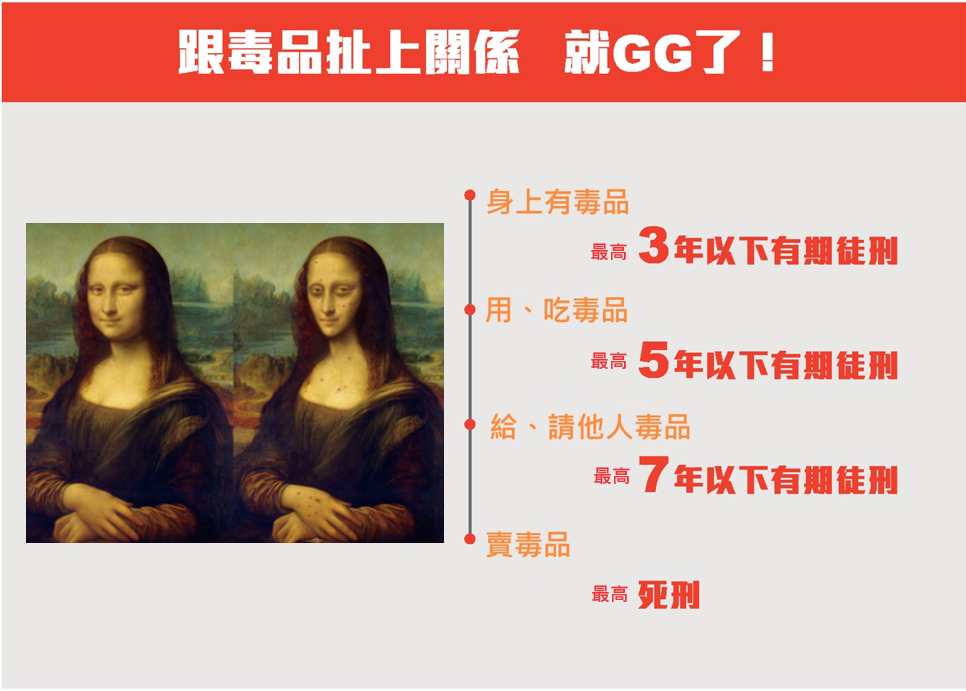 跟毒品扯上關係 就GG了！
身上有毒品
最高 3年以下有期徒刑
用、吃毒品
最高 5年以下有期徒刑
給、請他人毒品
最高 7年以下有期徒刑
賣毒品
最高 死刑